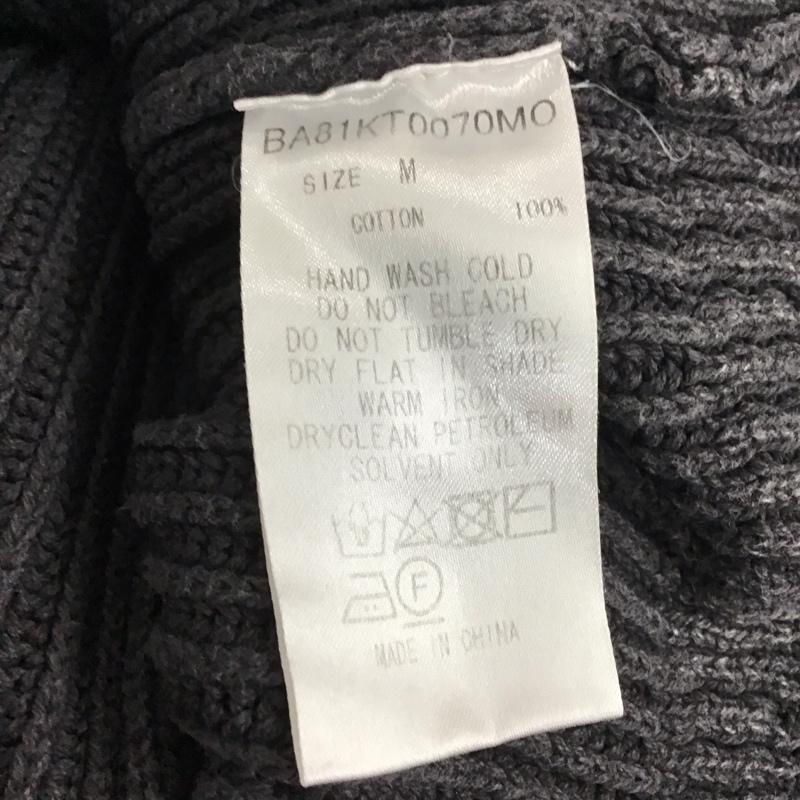 BA81KT0070MO
SIZE M
COTTON 100%
HAND WASH COLD
DO NOT BLEACH
DO NOT TUMBLE DRY
DRY FLAT IN SHADE
WARM IRON
DRYCLEAN PETROLEUM
SOLVENT ONLY
F
MADE IN CHINA